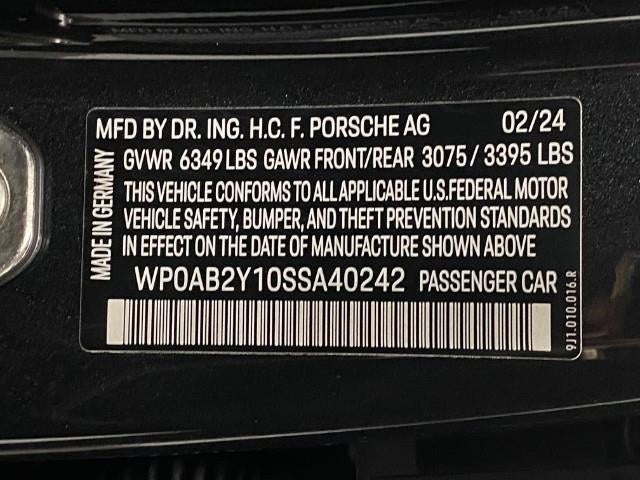 MFD BY DR. ING. H.C. F. PORSCHE AG 02/24
GVWR 6349 LBS GAWR FRONT/REAR 3075 / 3395 LBS
THIS VEHICLE CONFORMS TO ALL APPLICABLE U.S.FEDERAL MOTOR
VEHICLE SAFETY, BUMPER, AND THEFT PREVENTION STANDARDS
IN EFFECT ON THE DATE OF MANUFACTURE SHOWN ABOVE
WP0AB2Y10SSA40242 PASSENGER CAR
MADE IN GERMANY
9J1.010.016.R